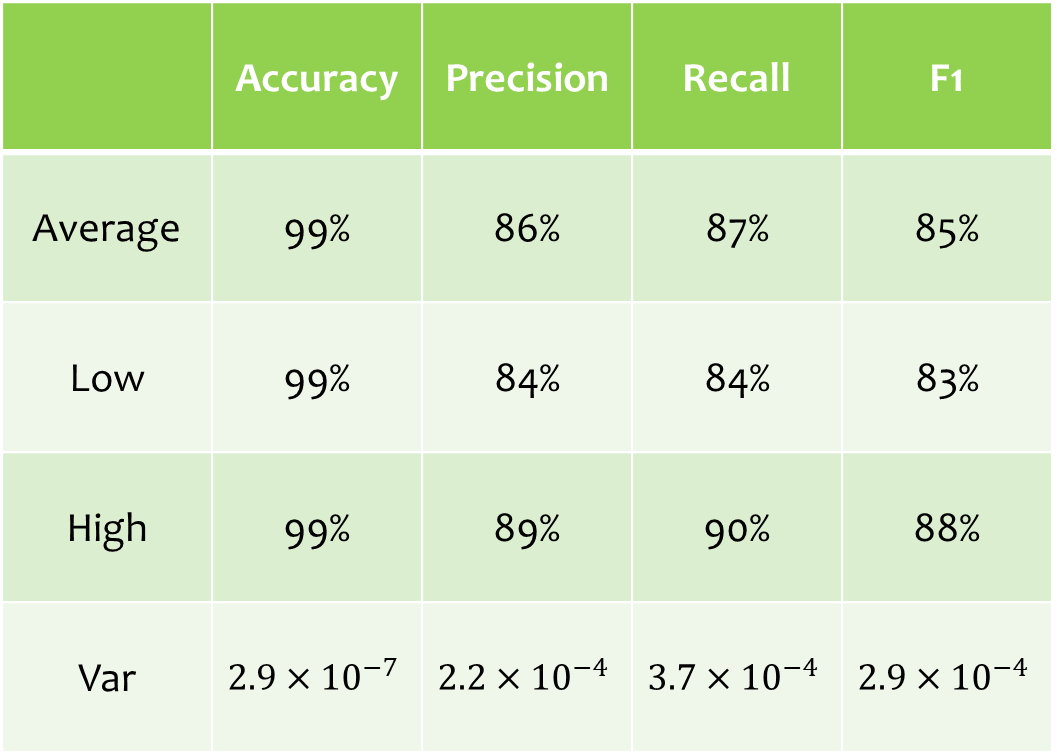 Accuracy Precision Recall F1
Average 99% 86% 87% 85%
Low 99% 84% 84% 83%
High 99% 89% 90% 88%
Var 2.9 × 10⁻⁷ 2.2 × 10⁻⁴ 3.7 × 10⁻⁴ 2.9 × 10⁻⁴